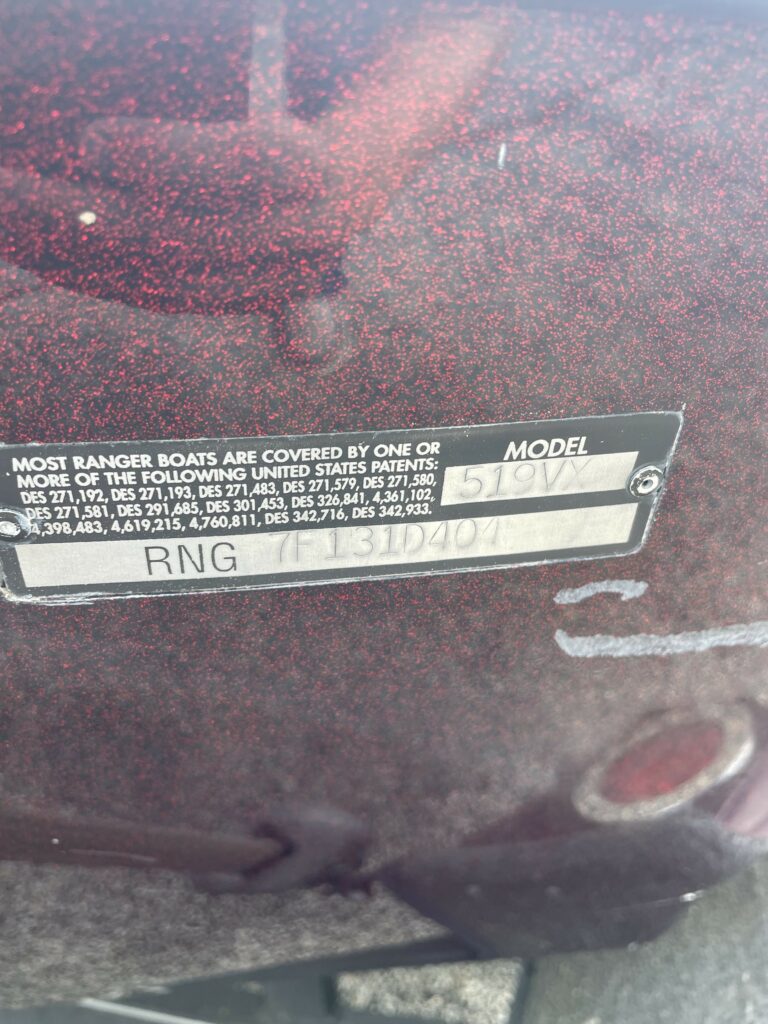 MOST RANGER BOATS ARE COVERED BY ONE OR
MORE OF THE FOLLOWING UNITED STATES PATENTS:
DES 271,192, DES 271,193, DES 271,483, DES 271,579, DES 271,580,
DES 271,581, DES 291,685, DES 301,453, DES 326,841, 4,361,102,
4,398,483, 4,619,215, 4,760,811, DES 342,716, DES 342,933.
MODEL
519VX
RNG 7F131D404